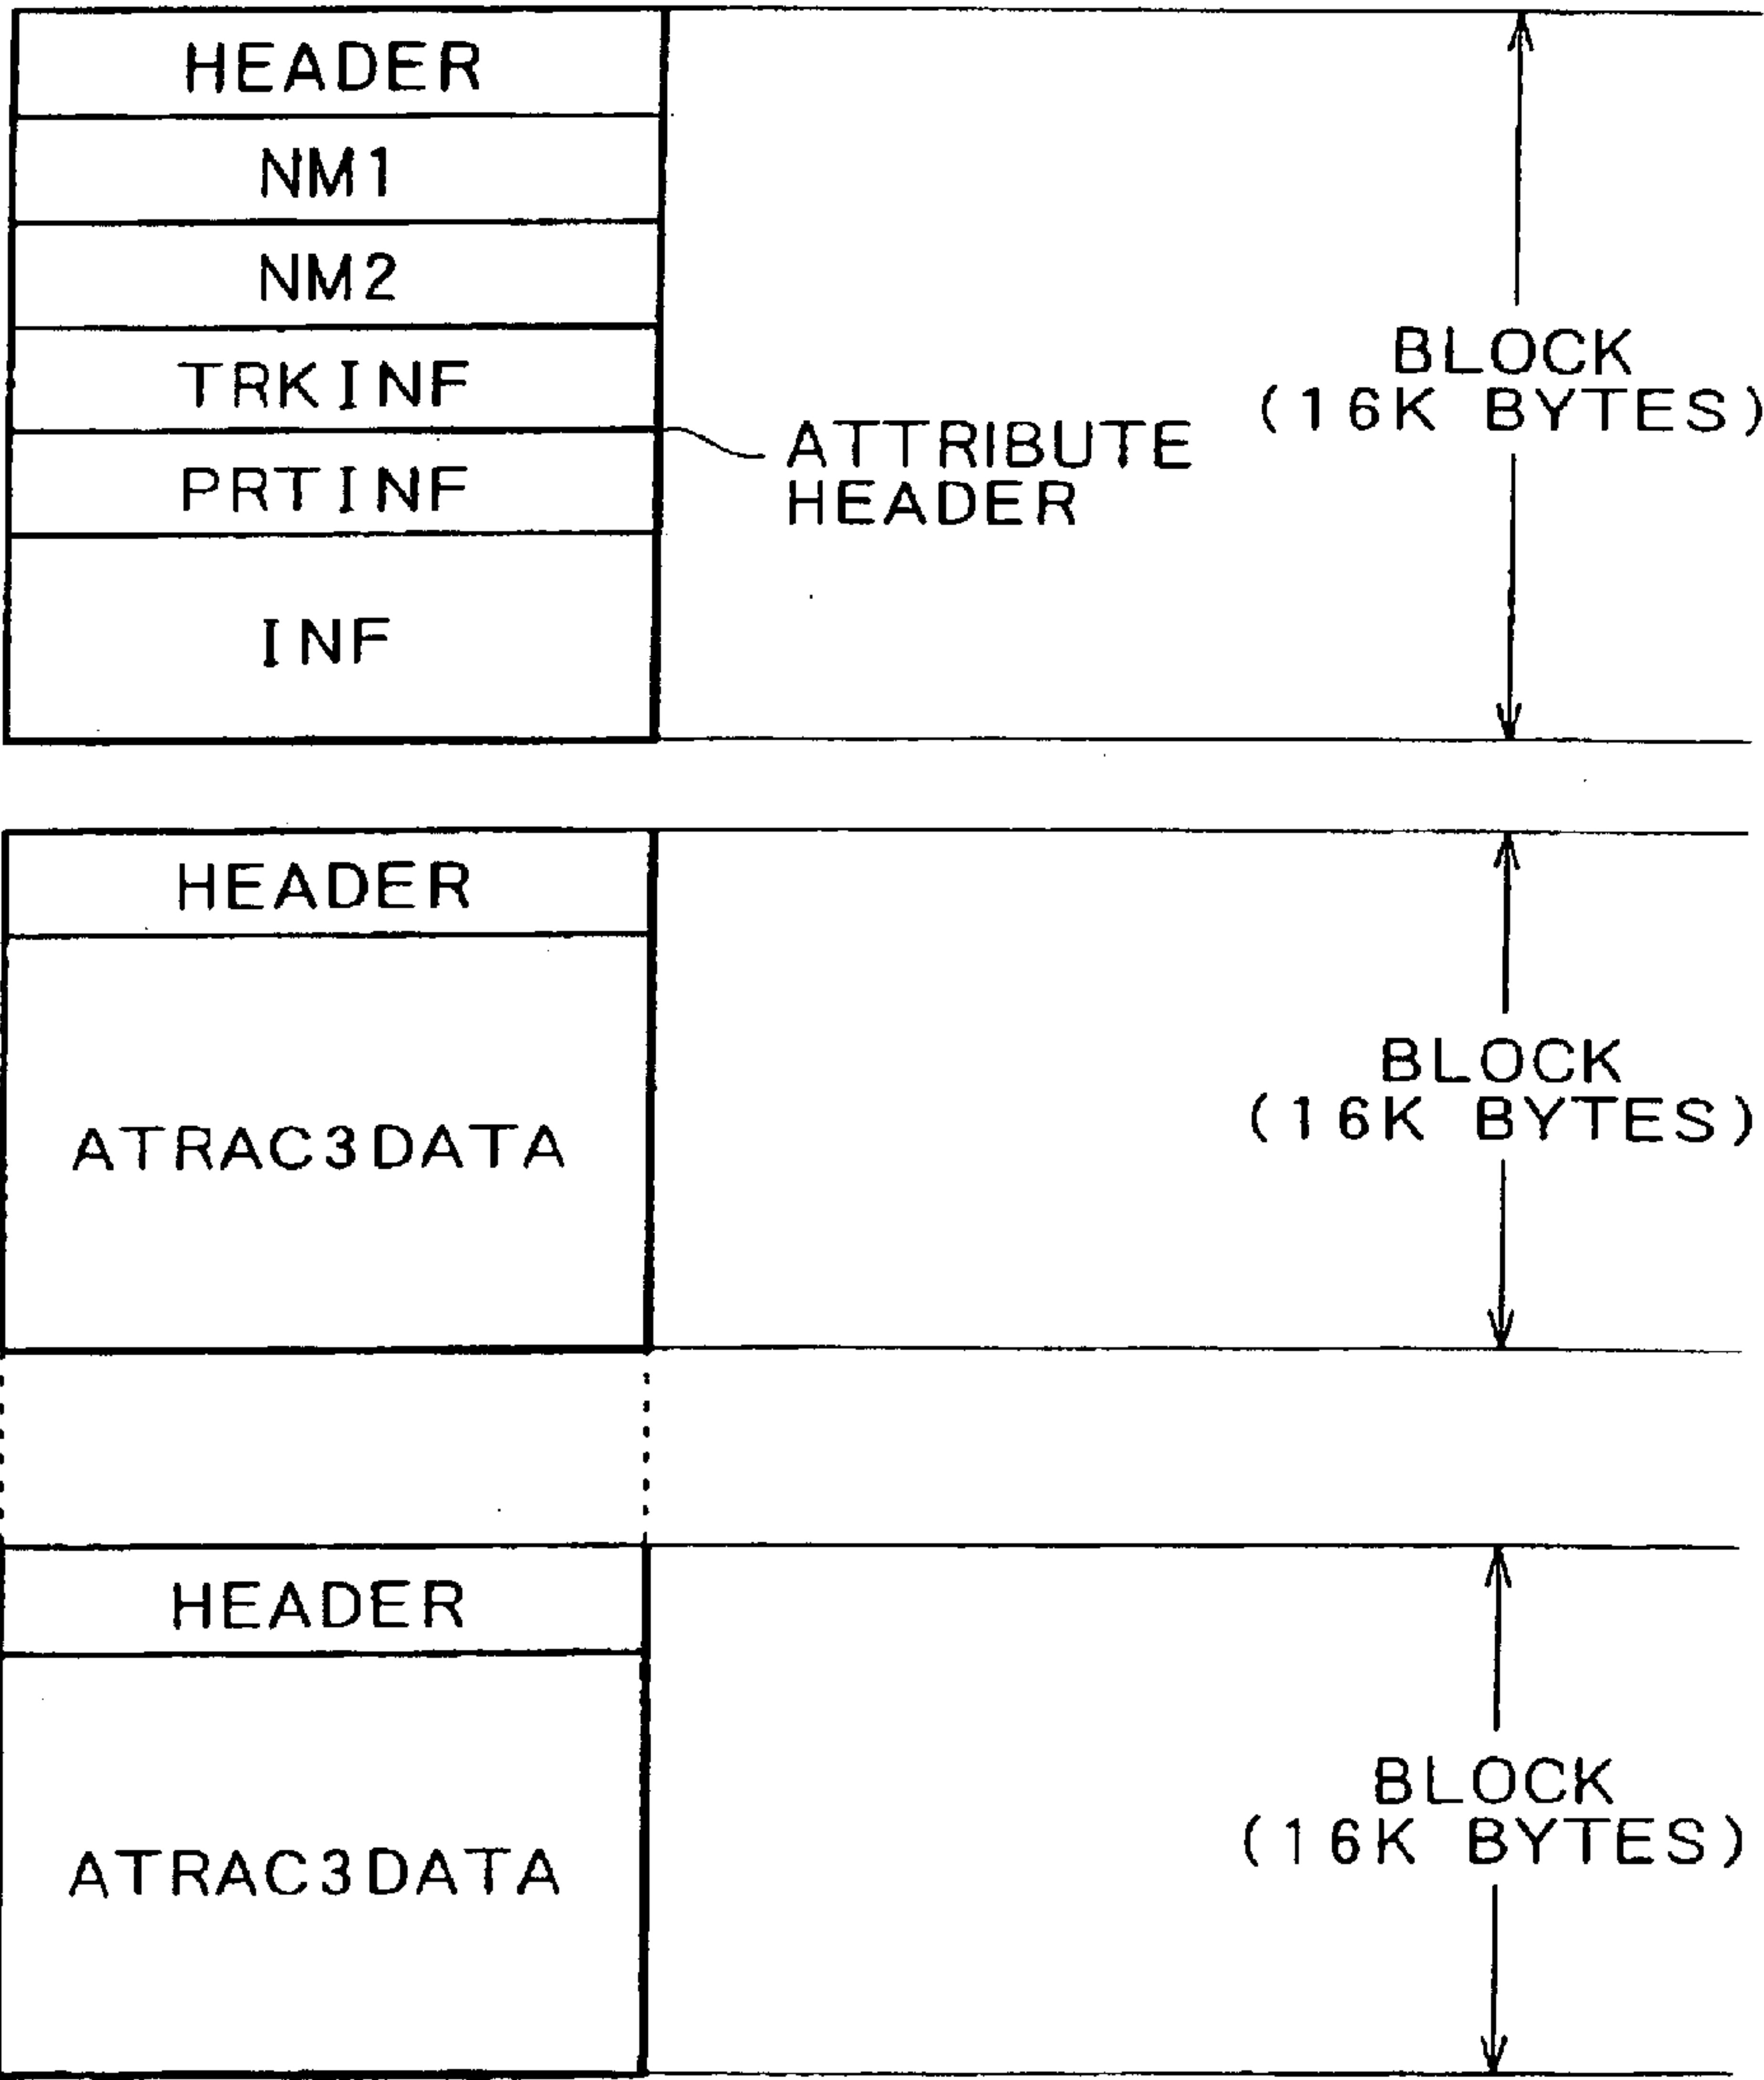 HEADER
NM1
NM2
TRKINF
PRTINF
INF
ATTRIBUTE
HEADER
BLOCK
(16K BYTES)
HEADER
ATRAC3DATA
BLOCK
(16K BYTES)
HEADER
ATRAC3DATA
BLOCK
(16K BYTES)